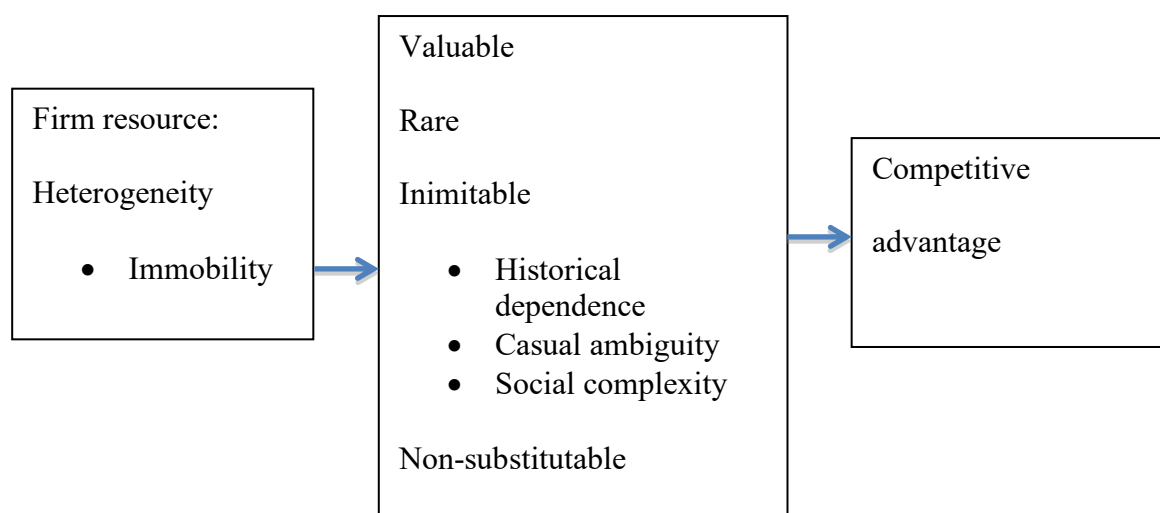 Firm resource:
Heterogeneity
• Immobility
Valuable
Rare
Inimitable
• Historical
dependence
• Casual ambiguity
• Social complexity
Non-substitutable
Competitive
advantage